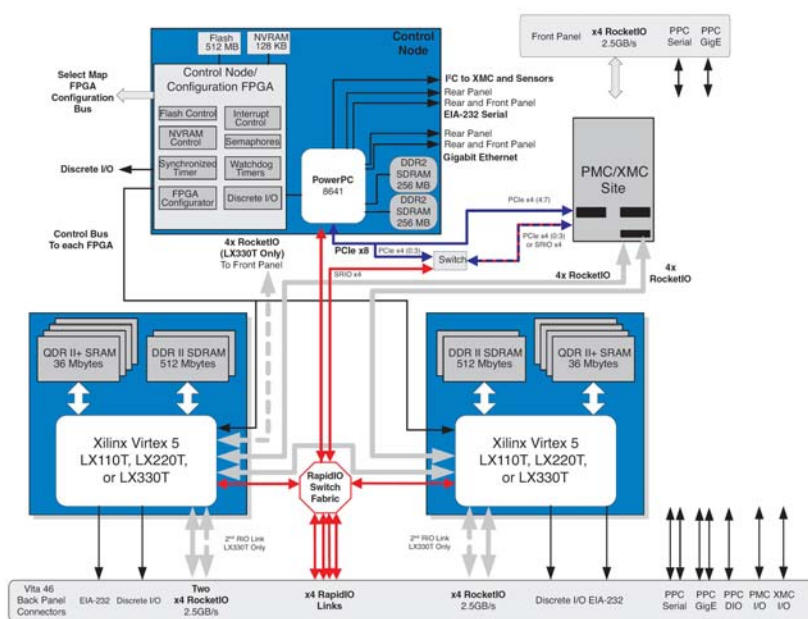 Flash
512 MB
NVRAM
128 KB
Control
Node
Control Node/
Configuration FPGA
Flash Control
Interrupt
Control
NVRAM
Control
Semaphores
Synchronized
Timer
Watchdog
Timers
FPGA
Configurator
Discrete I/O
Select Map
FPGA
Configuration
Bus
Discrete I/O
Control Bus
To each FPGA
PowerPC
8641
I²C to XMC and Sensors
Rear Panel
Rear and Front Panel
EIA-232 Serial
Rear Panel
Rear and Front Panel
Gigabit Ethernet
DDR2
SDRAM
256 MB
DDR2
SDRAM
256 MB
Front Panel
x4 RocketIO
2.5GB/s
PPC
Serial
PPC
GigE
PMC/XMC
Site
PCIe x4 (4:7)
PCIe x4 (0:3)
or SRIO x4
PCIe x8
PCIe x4 (0:3)
Switch
SRIO x4
4x RocketIO
(LX330T Only)
To Front Panel
4x RocketIO
4x
RocketIO
QDR II+ SRAM
36 Mbytes
DDR II SDRAM
512 Mbytes
Xilinx Virtex 5
LX110T, LX220T,
or LX330T
RapidIO
Switch
Fabric
DDR II SDRAM
512 Mbytes
QDR II+ SRAM
36 Mbytes
Xilinx Virtex 5
LX110T, LX220T,
or LX330T
2nd RIO Link
LX330T Only
2nd RIO Link
LX330T Only
Vita 46
Back Panel
Connectors
EIA-232
Discrete I/O
Two
x4 RocketIO
2.5GB/s
x4 RapidIO
Links
x4 RocketIO
2.5GB/s
Discrete I/O EIA-232
PPC
Serial
PPC
GigE
PPC
DIO
PMC
I/O
XMC
I/O